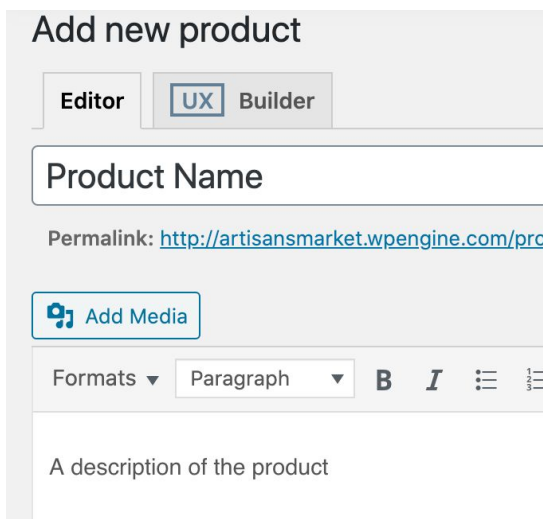 Add new product
Editor UX Builder
Product Name
Permalink: http://artisansmarket.wpengine.com/pro
Add Media
Formats Paragraph B I
A description of the product